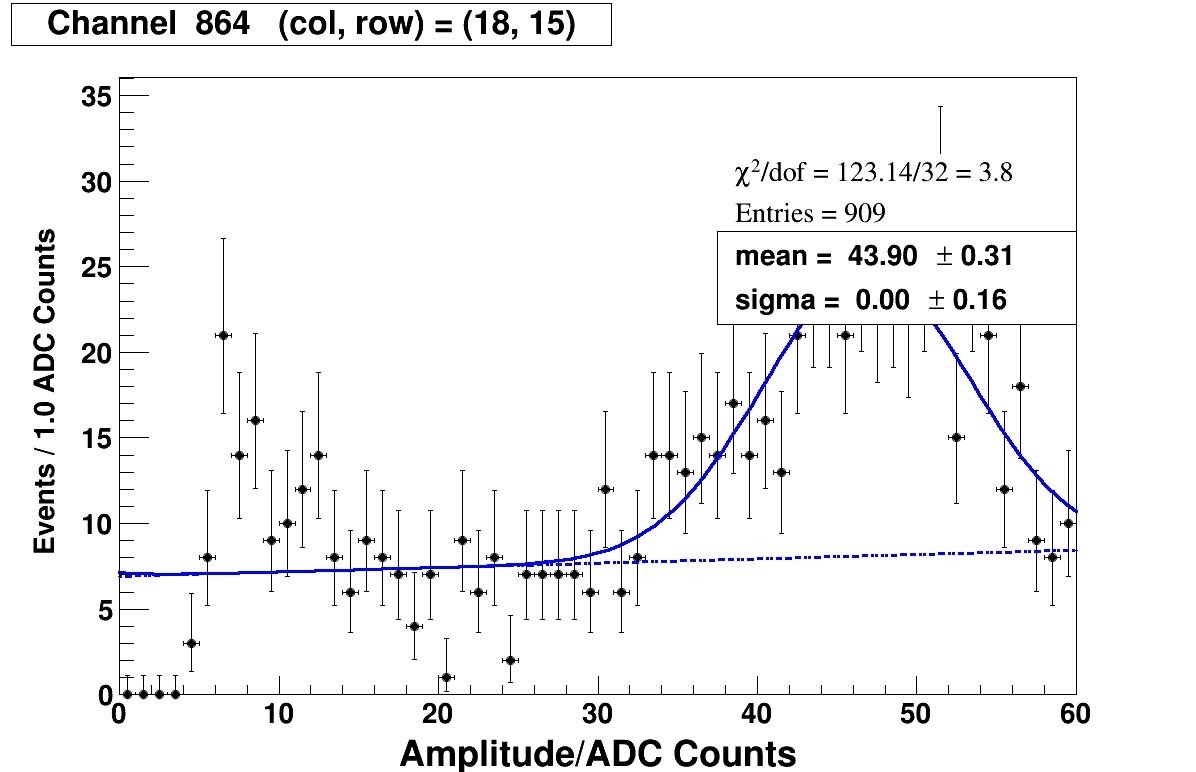 Channel 864 (col, row) = (18, 15)
35
30
25
20
15
10
5
0
Events / 1.0 ADC Counts
χ²/dof = 123.14/32 = 3.8
Entries = 909
mean = 43.90 ± 0.31
sigma = 0.00 ± 0.16
0 10 20 30 40 50 60
Amplitude/ADC Counts